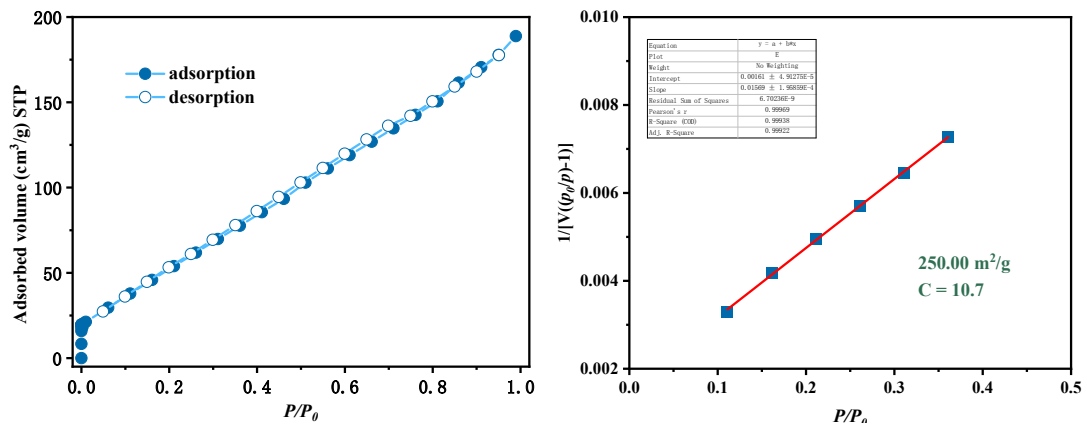 200
150
100
50
0
adsorption
desorption
Adsorbed volume (cm³/g) STP
0.0 0.2 0.4 0.6 0.8 1.0
P/P₀
0.010
0.008
0.006
0.004
0.002
1/[V((p₀/p)-1)]
Equation y = a + b*x
Plot E
Weight No Weighting
Intercept 0.00161 ± 4.91275E-5
Slope 0.01569 ± 1.95859E-4
Residual Sum of Squares 6.70236E-9
Pearson's r 0.99969
R-Square (COD) 0.99938
Adj. R-Square 0.99922
250.00 m²/g
C = 10.7
0.0 0.1 0.2 0.3 0.4 0.5
P/P₀